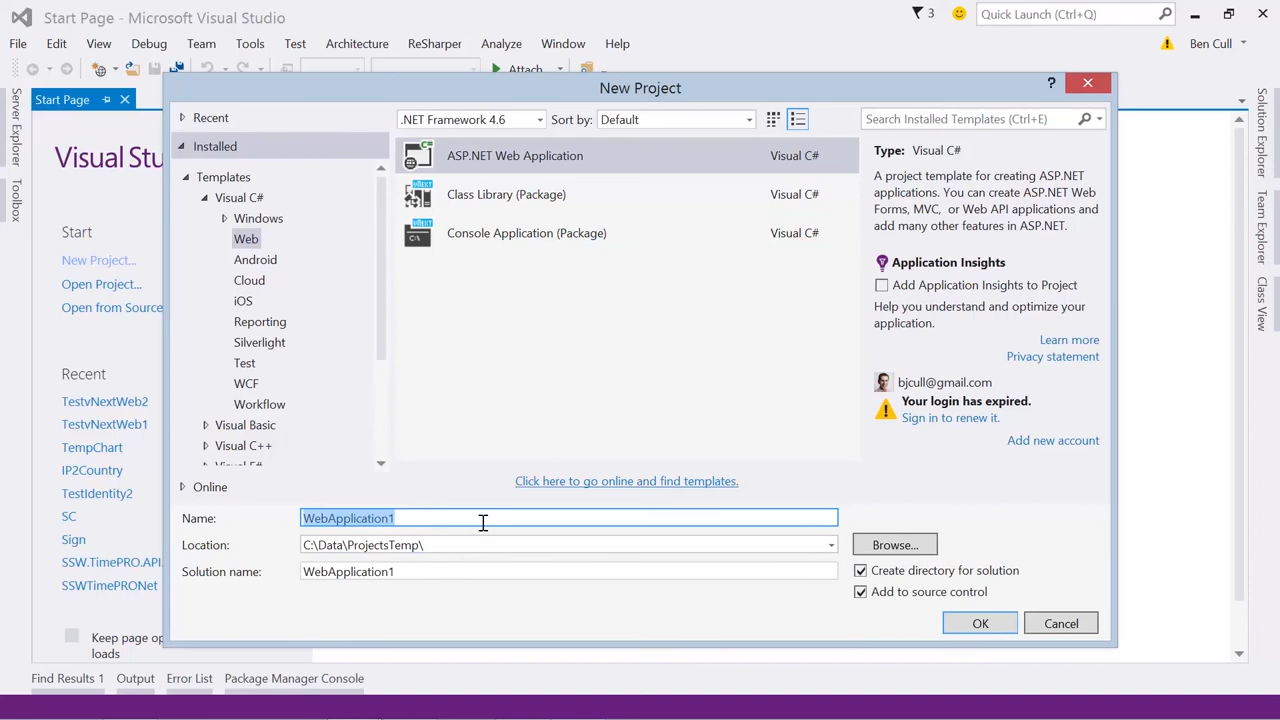 Start Page - Microsoft Visual Studio
3
Quick Launch (Ctrl+Q)
File Edit View Debug Team Tools Test Architecture ReSharper Analyze Window Help
Ben Cull
Attach
Server Explorer
Toolbox
Start Page
Visual Stu
Start
New Project...
Open Project...
Open from Source
Recent
TestvNextWeb2
TestvNextWeb1
TempChart
IP2Country
TestIdentity2
SC
Sign
SSW.TimePRO.API.
SSWTimePRONet
Keep page op
loads
New Project
?
Recent
Installed
Templates
Visual C#
Windows
Web
Android
Cloud
iOS
Reporting
Silverlight
Test
WCF
Workflow
Visual Basic
Visual C++
Visual F#
Online
.NET Framework 4.6
Sort by: Default
Search Installed Templates (Ctrl+E)
ASP.NET Web Application Visual C#
Class Library (Package) Visual C#
Console Application (Package) Visual C#
Click here to go online and find templates.
Type: Visual C#
A project template for creating ASP.NET
applications. You can create ASP.NET Web
Forms, MVC, or Web API applications and
add many other features in ASP.NET.
Application Insights
Add Application Insights to Project
Help you understand and optimize your
application.
Learn more
Privacy statement
bjcull@gmail.com
Your login has expired.
Sign in to renew it.
Add new account
Name: WebApplication1
Location: C:\Data\ProjectsTemp\
Browse...
Solution name: WebApplication1
Create directory for solution
Add to source control
OK
Cancel
Solution Explorer
Team Explorer
Class View
Find Results 1 Output Error List Package Manager Console